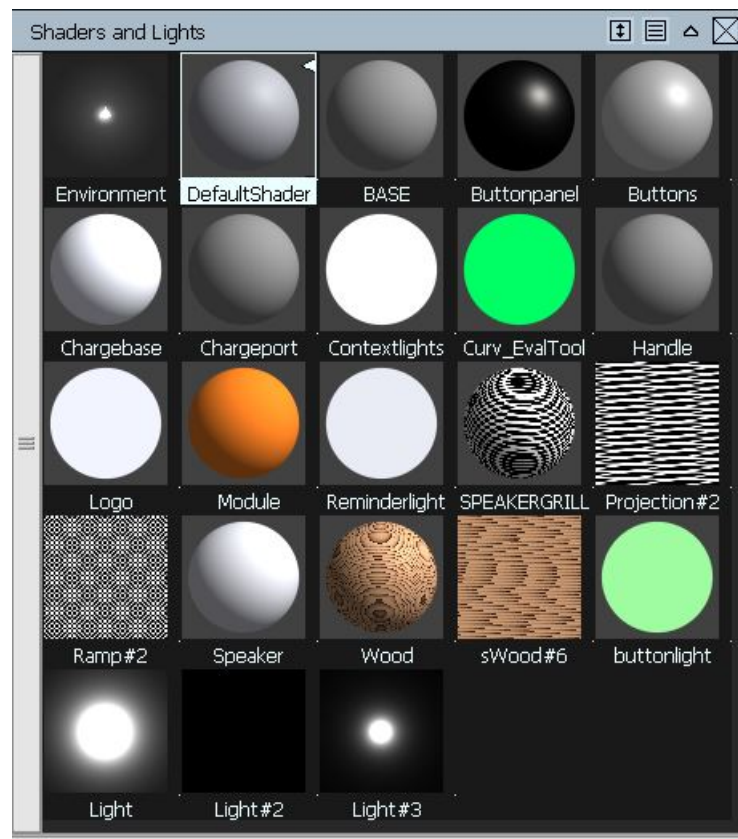 Shaders and Lights
Environment DefaultShader BASE Buttonpanel Buttons
Chargebase Chargeport Contextlights Curv_EvalTool Handle
Logo Module Reminderlight SPEAKERGRILL Projection#2
Ramp#2 Speaker Wood sWood#6 buttonlight
Light Light#2 Light#3